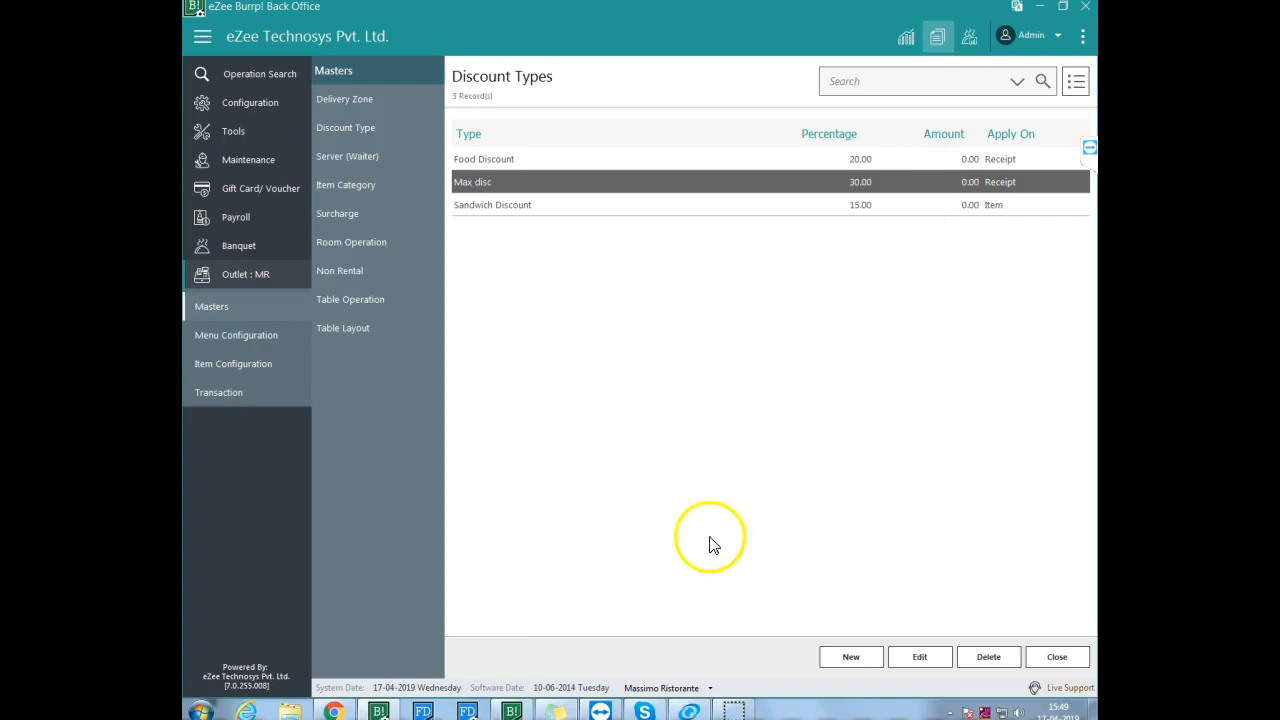 B! eZee Burrp! Back Office
eZee Technosys Pvt. Ltd.
Admin
Operation Search
Configuration
Tools
Maintenance
Gift Card/ Voucher
Payroll
Banquet
Outlet : MR
Masters
Menu Configuration
Item Configuration
Transaction
Powered By:
eZee Technosys Pvt. Ltd.
[7.0.255.008]
Masters
Delivery Zone
Discount Type
Server (Waiter)
Item Category
Surcharge
Room Operation
Non Rental
Table Operation
Table Layout
Discount Types
3 Record(s)
Search
Type Percentage Amount Apply On
Food Discount 20.00 0.00 Receipt
Max disc 30.00 0.00 Receipt
Sandwich Discount 15.00 0.00 Item
New Edit Delete Close
System Date: 17-04-2019 Wednesday Software Date: 10-06-2014 Tuesday Massimo Ristorante Live Support
B! FD FD B! 15:49
17-04-2019